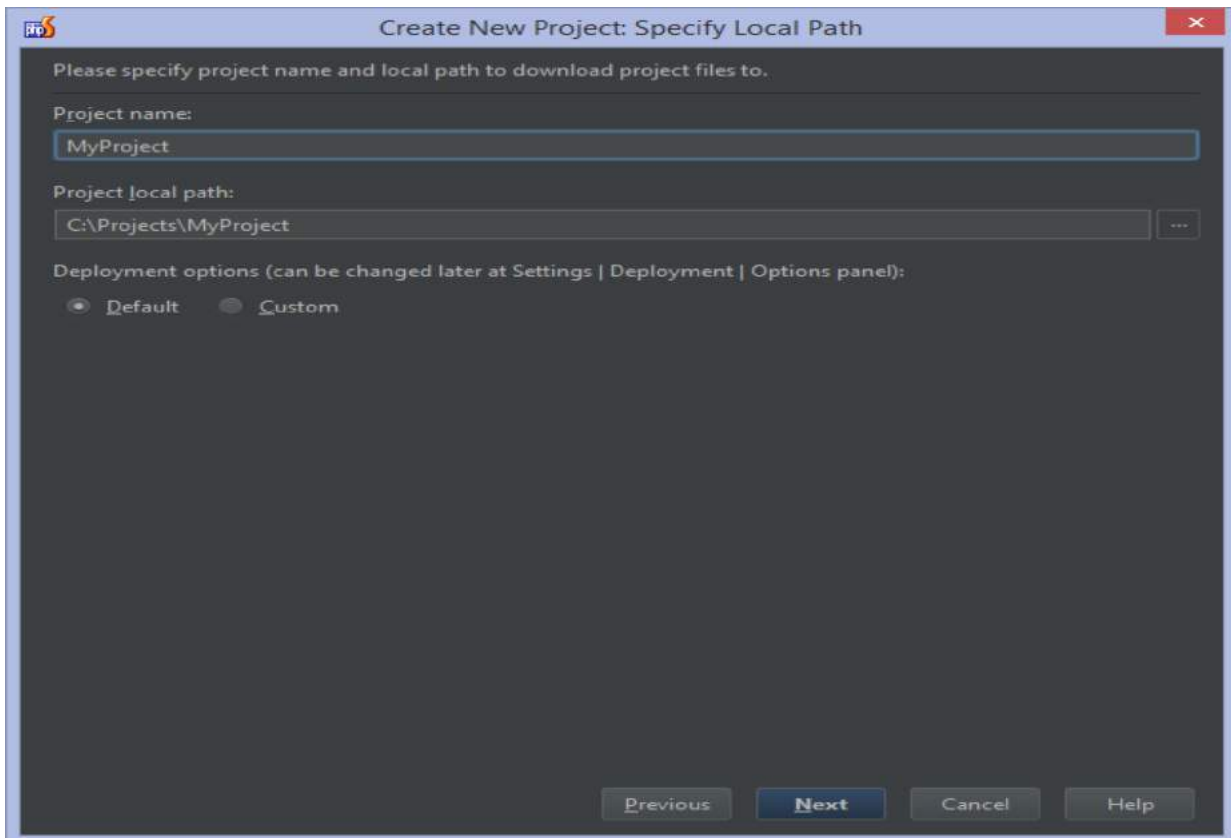 Create New Project: Specify Local Path
Please specify project name and local path to download project files to.
Project name:
MyProject
Project local path:
C:\Projects\MyProject
...
Deployment options (can be changed later at Settings | Deployment | Options panel):
Default Custom
Previous Next Cancel Help